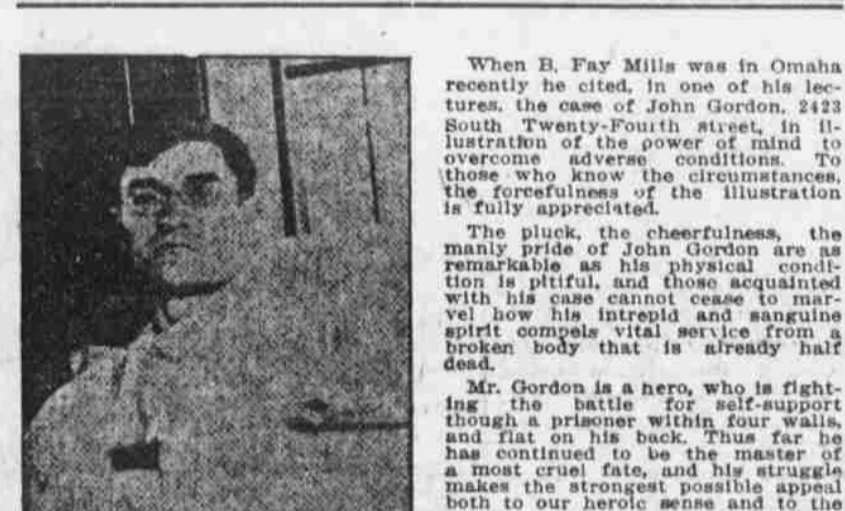 When B. Fay Mills was in Omaha
recently he cited, in one of his lec-
tures, the case of John Gordon, 2423
South Twenty-Fourth street, in il-
lustration of the power of mind to
overcome adverse conditions. To
those who know the circumstances,
the forcefulness of the illustration
is fully appreciated.
The pluck, the cheerfulness, the
manly pride of John Gordon are as
remarkable as his physical condi-
tion is pitiful, and those acquainted
with his case cannot cease to mar-
vel how his intrepid and sanguine
spirit compels vital service from a
broken body that is already half
dead.
Mr. Gordon is a hero, who is fight-
ing the battle for self-support
though a prisoner within four walls,
and flat on his back. Thus far he
has continued to be the master of
a most cruel fate, and his struggle
makes the strongest possible appeal
both to our heroic sense and to the